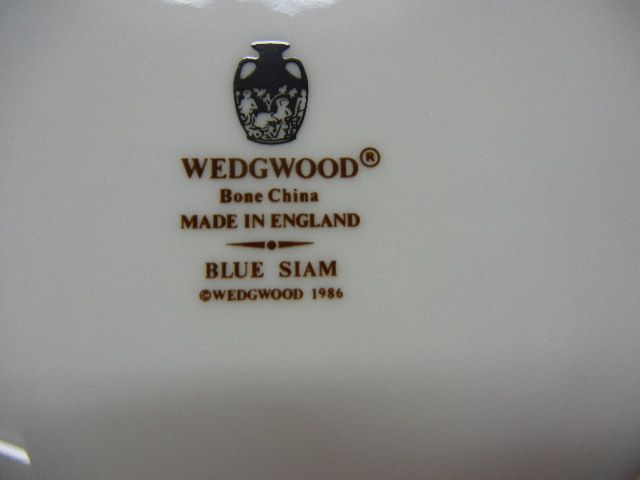 WEDGWOOD®
Bone China
MADE IN ENGLAND
BLUE SIAM
©WEDGWOOD 1986